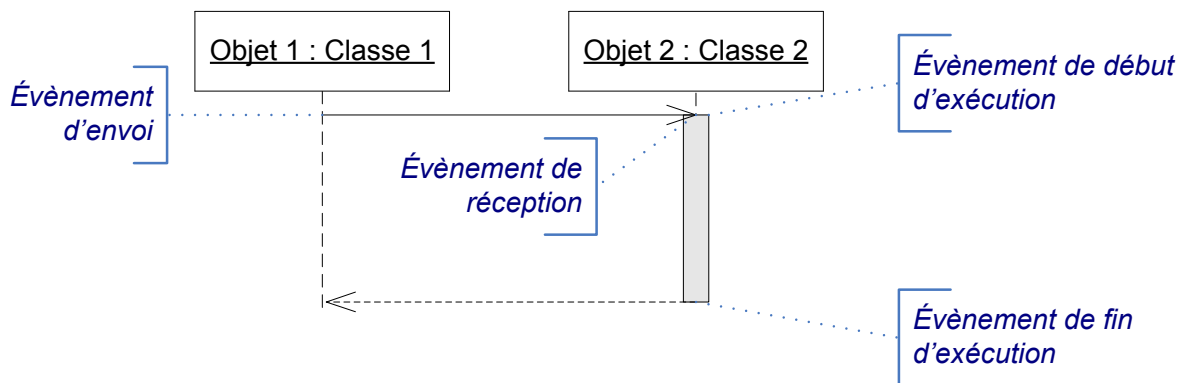 Objet 1 : Classe 1
Objet 2 : Classe 2
Évènement de début
d’exécution
Évènement
d’envoi
Évènement de
réception
Évènement de fin
d’exécution